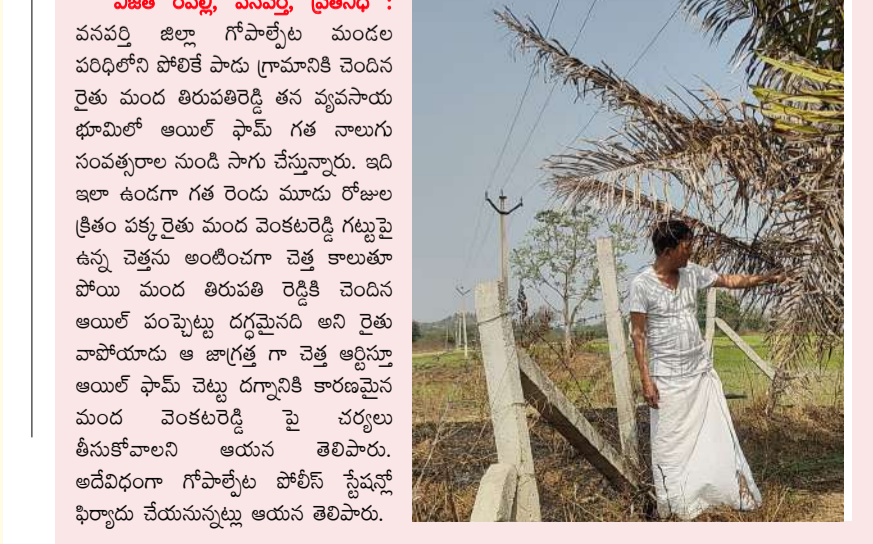 వనపర్తి జిల్లా గోపాల్పేట మండల
పరిధిలోని పోలికే పాడు గ్రామానికి చెందిన
రైతు మంద తిరుపతిరెడ్డి తన వ్యవసాయ
భూమిలో ఆయిల్ ఫామ్ గత నాలుగు
సంవత్సరాల నుండి సాగు చేస్తున్నారు. ఇది
ఇలా ఉండగా గత రెండు మూడు రోజుల
క్రితం పక్క రైతు మంద వెంకటరెడ్డి గట్టుపై
ఉన్న చెత్తను అంటించగా చెత్త కాలుతూ
పోయి మంద తిరుపతి రెడ్డికి చెందిన
ఆయిల్ పంప్చెట్టు దగ్ధమైనది అని రైతు
వాపోయాడు ఆ జాగ్రత్త గా చెత్త ఆర్టిస్తూ
ఆయిల్ ఫామ్ చెట్టు దగ్నానికి కారణమైన
మంద వెంకటరెడ్డి పై చర్యలు
తీసుకోవాలని ఆయన తెలిపారు.
అదేవిధంగా గోపాల్పేట పోలీస్ స్టేషన్లో
ఫిర్యాదు చేయనున్నట్లు ఆయన తెలిపారు.